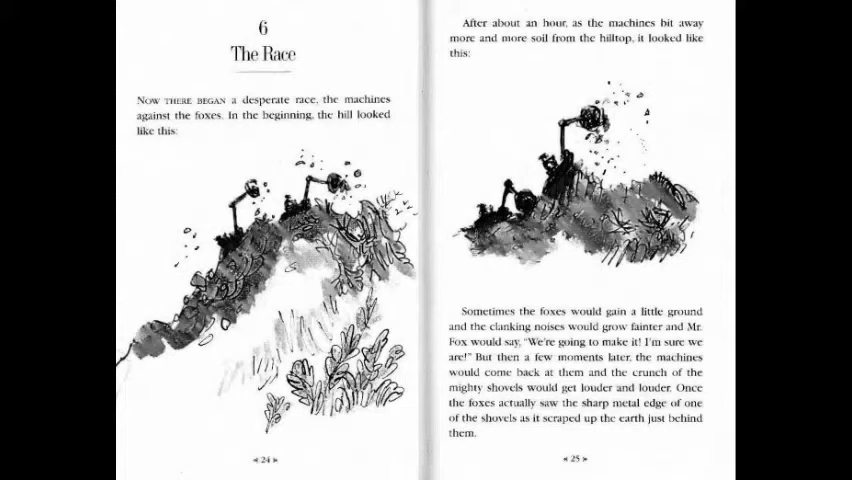 6
The Race
NOW THERE BEGAN a desperate race, the machines
against the foxes. In the beginning, the hill looked
like this:
◄ 24 ►
After about an hour, as the machines bit away
more and more soil from the hilltop, it looked like
this:
Sometimes the foxes would gain a little ground
and the clanking noises would grow fainter and Mr.
Fox would say, “We're going to make it! I'm sure we
are!” But then a few moments later, the machines
would come back at them and the crunch of the
mighty shovels would get louder and louder. Once
the foxes actually saw the sharp metal edge of one
of the shovels as it scraped up the earth just behind
them.
◄ 25 ►